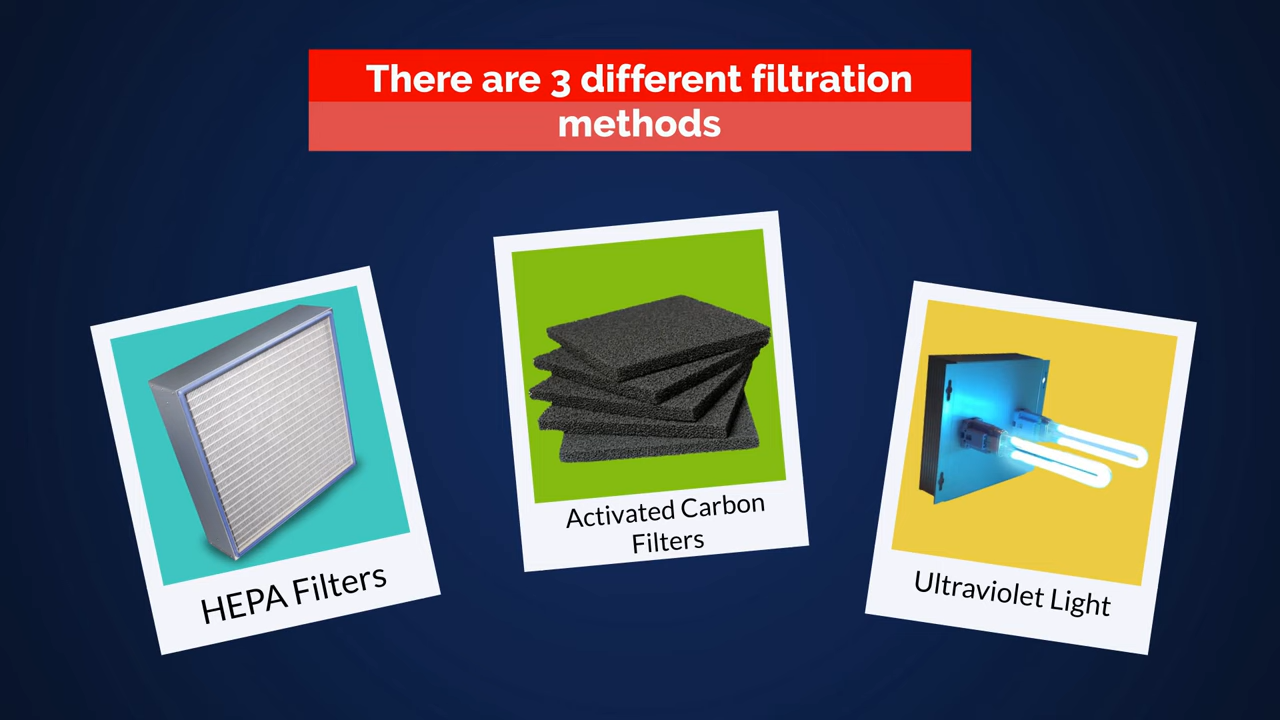 There are 3 different filtration
methods
HEPA Filters
Activated Carbon
Filters
Ultraviolet Light